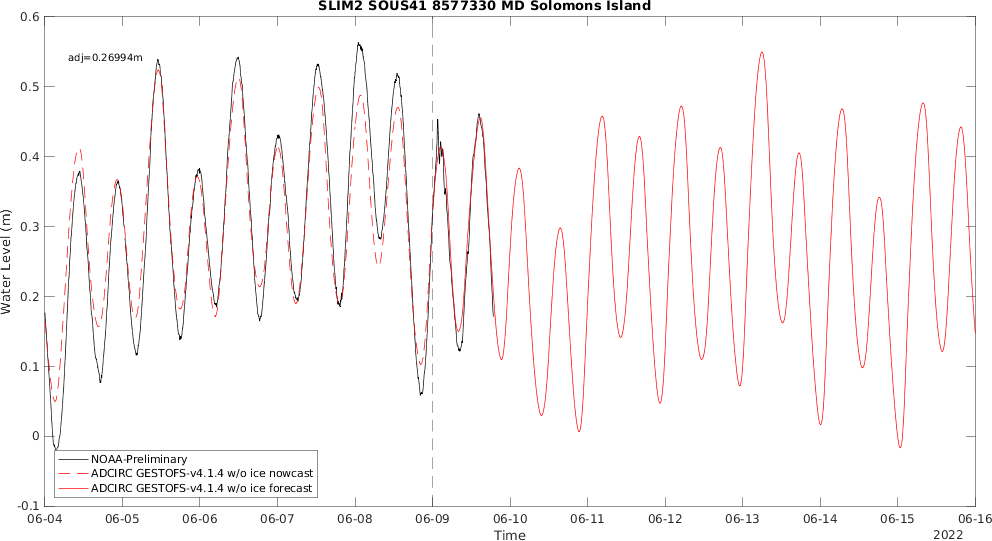 SLIM2 SOUS41 8577330 MD Solomons Island
adj=0.26994m
Water Level (m)
0.6
0.5
0.4
0.3
0.2
0.1
0
-0.1
NOAA-Preliminary
ADCIRC GESTOFS-v4.1.4 w/o ice nowcast
ADCIRC GESTOFS-v4.1.4 w/o ice forecast
06-04 06-05 06-06 06-07 06-08 06-09 06-10 06-11 06-12 06-13 06-14 06-15 06-16
Time
2022